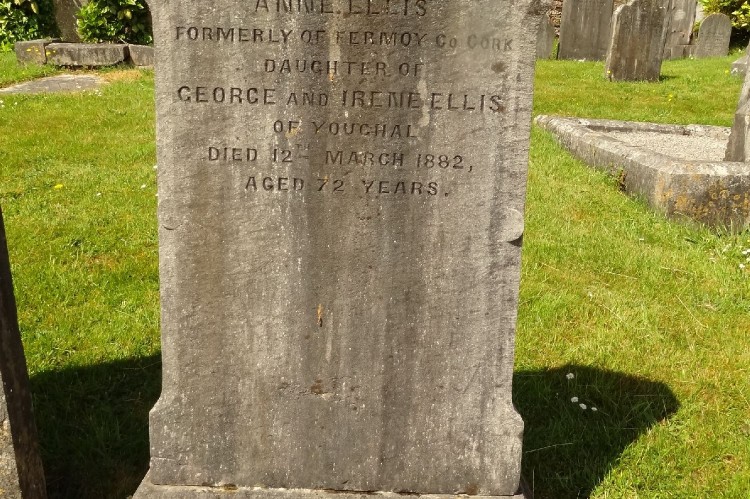 ANNE ELLIS
FORMERLY OF FERMOY Co CORK
DAUGHTER OF
GEORGE AND IRENE ELLIS
OF YOUGHAL
DIED 12TH MARCH 1882,
AGED 72 YEARS.